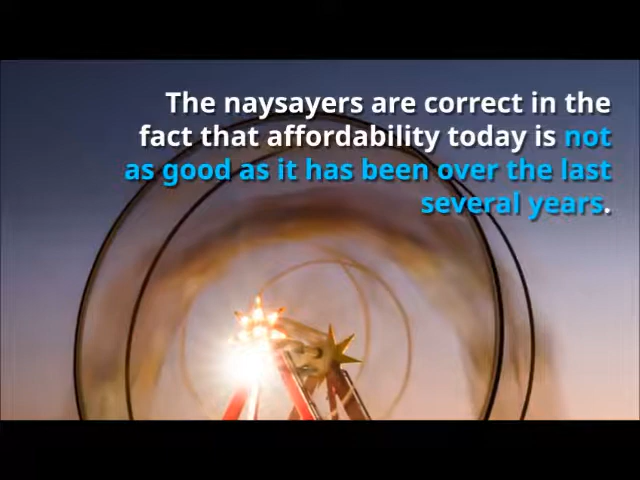 The naysayers are correct in the
fact that affordability today is not
as good as it has been over the last
several years.